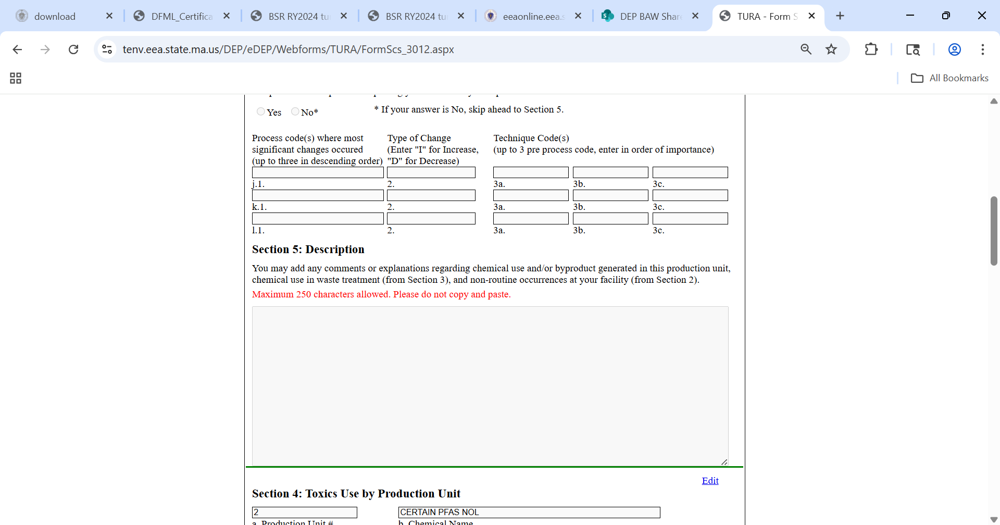 download
DFML_Certifica
BSR RY2024 tu
BSR RY2024 tu
eeaonline.eea.s
DEP BAW Shar
TURA - Form S
tenv.eea.state.ma.us/DEP/eDEP/Webforms/TURA/FormScs_3012.aspx
All Bookmarks
Yes No* * If your answer is No, skip ahead to Section 5.
Process code(s) where most
significant changes occured
(up to three in descending order)
Type of Change
(Enter "I" for Increase,
"D" for Decrease)
Technique Code(s)
(up to 3 pre process code, enter in order of importance)
j.1. 2. 3a. 3b. 3c.
k.1. 2. 3a. 3b. 3c.
l.1. 2. 3a. 3b. 3c.
Section 5: Description
You may add any comments or explanations regarding chemical use and/or byproduct generated in this production unit,
chemical use in waste treatment (from Section 3), and non-routine occurrences at your facility (from Section 2).
Maximum 250 characters allowed. Please do not copy and paste.
Edit
Section 4: Toxics Use by Production Unit
2 CERTAIN PFAS NOL
a. Production Unit # b. Chemical Name